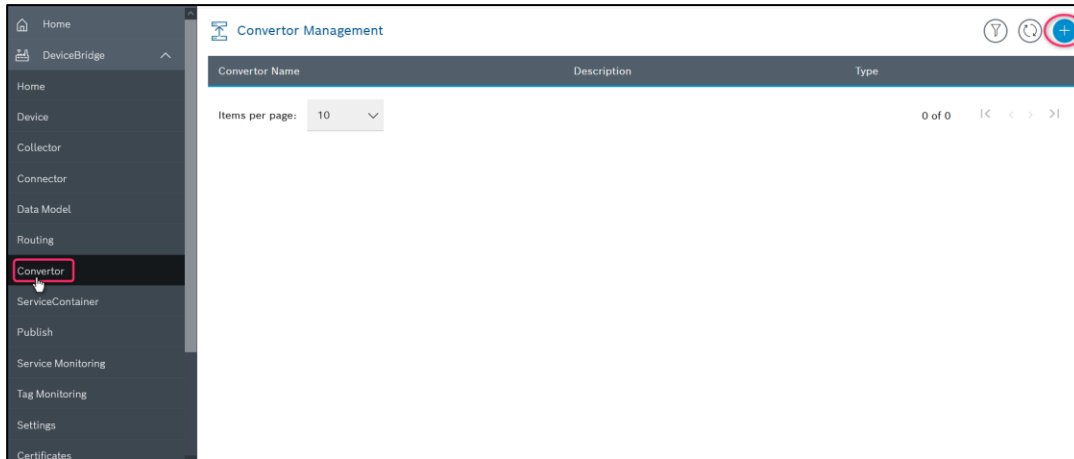 Home
DeviceBridge
Home
Device
Collector
Connector
Data Model
Routing
Convertor
ServiceContainer
Publish
Service Monitoring
Tag Monitoring
Settings
Certificates
Convertor Management
Convertor Name Description Type
Items per page: 10 0 of 0